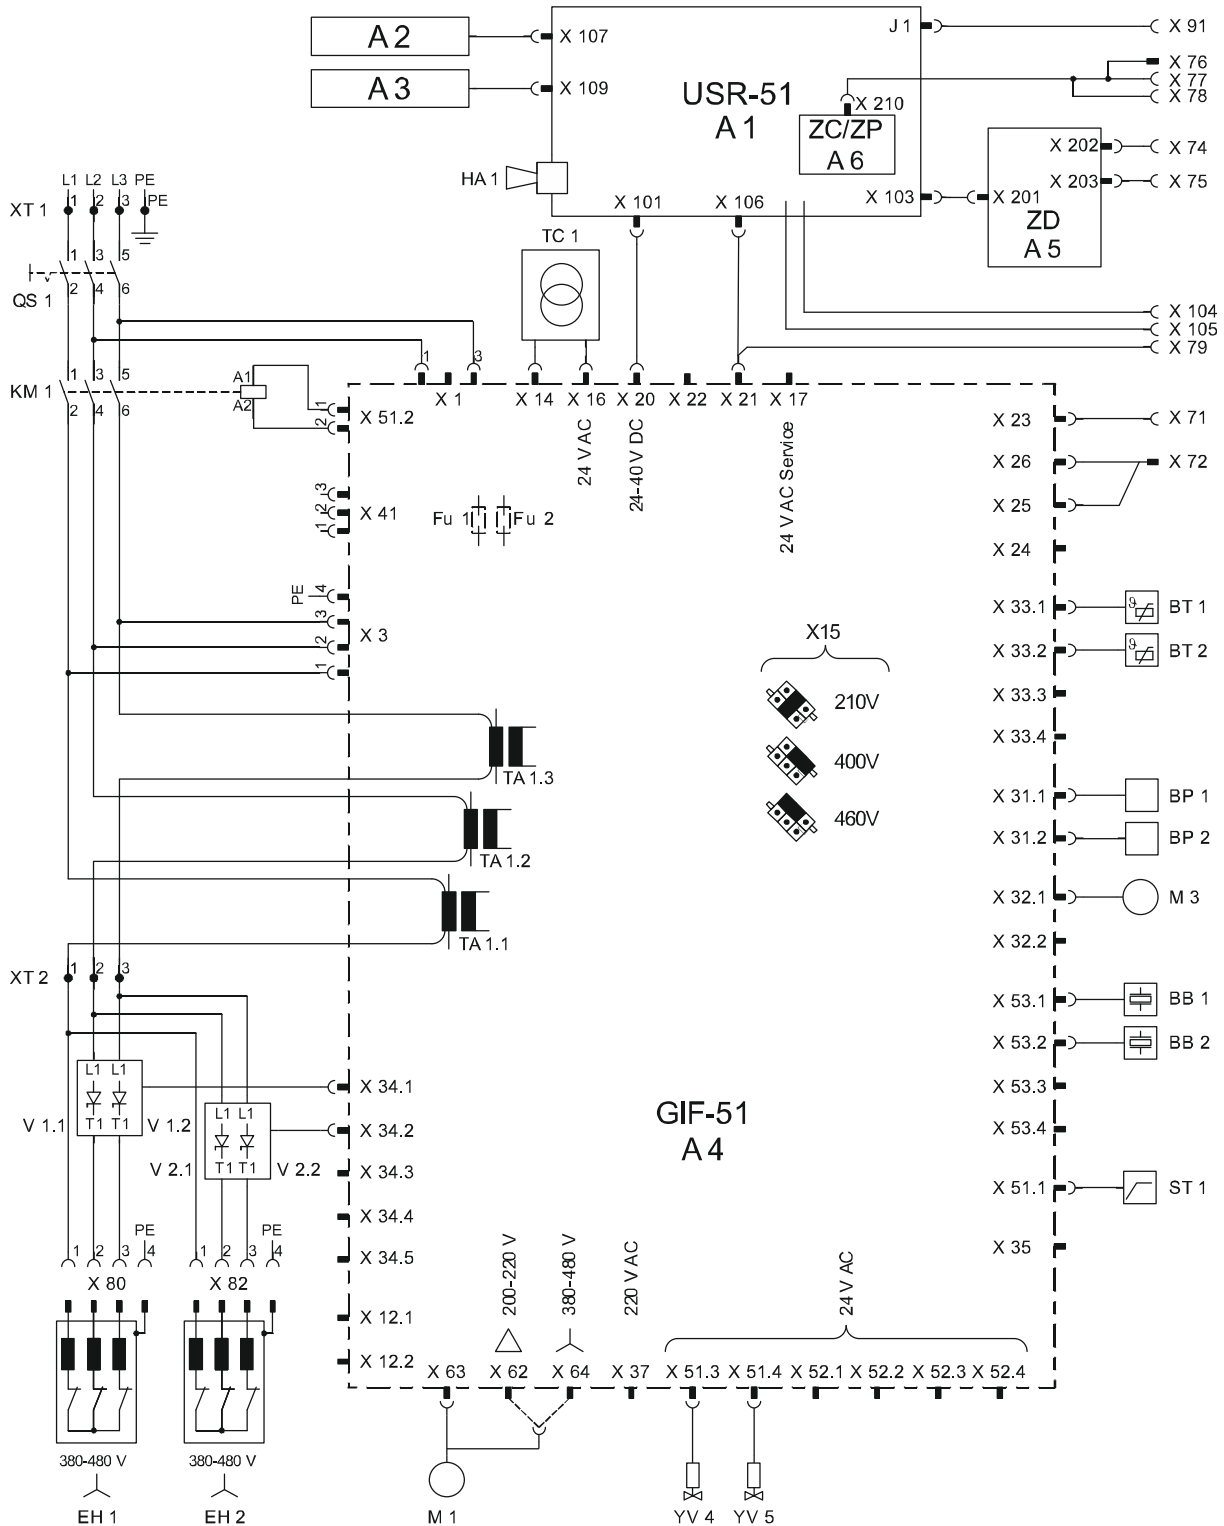 A 2
X 107
J 1
X 91
A 3
X 109
USR-51
A 1
X 210
ZC/ZP
A 6
X 76
X 77
X 78
X 202
X 74
X 203
X 75
HA 1
X 101
X 106
X 103
X 201
ZD
A 5
L1 L2 L3 PE
XT 1
1 2 3 PE
TC 1
QS 1
1 3 5
2 4 6
X 104
X 105
X 79
KM 1
1 3 5
2 4 6
A1
A2
1
2
X 51.2
1
3
X 1
X 14
X 16
X 20
X 22
X 21
X 17
24 V AC
24-40 V DC
24 V AC Service
X 23
X 71
X 26
X 72
X 25
X 24
3
2
1
X 41
Fu 1
Fu 2
PE
4
3
2
1
X 3
X15
210V
400V
460V
X 33.1
BT 1
X 33.2
BT 2
X 33.3
X 33.4
X 31.1
BP 1
X 31.2
BP 2
X 32.1
M 3
X 32.2
TA 1.3
TA 1.2
TA 1.1
XT 2
1 2 3
X 53.1
BB 1
X 53.2
BB 2
X 53.3
X 53.4
X 51.1
ST 1
X 35
L1 L1
T1 T1
V 1.1
V 1.2
L1 L1
T1 T1
V 2.1
V 2.2
X 34.1
X 34.2
X 34.3
X 34.4
X 34.5
X 12.1
X 12.2
GIF-51
A 4
1 2 3 4
PE
X 80
1 2 3 4
PE
X 82
200-220 V
380-480 V
220 V AC
24 V AC
X 63
X 62
X 64
X 37
X 51.3
X 51.4
X 52.1
X 52.2
X 52.3
X 52.4
380-480 V
380-480 V
EH 1
EH 2
M 1
YV 4
YV 5